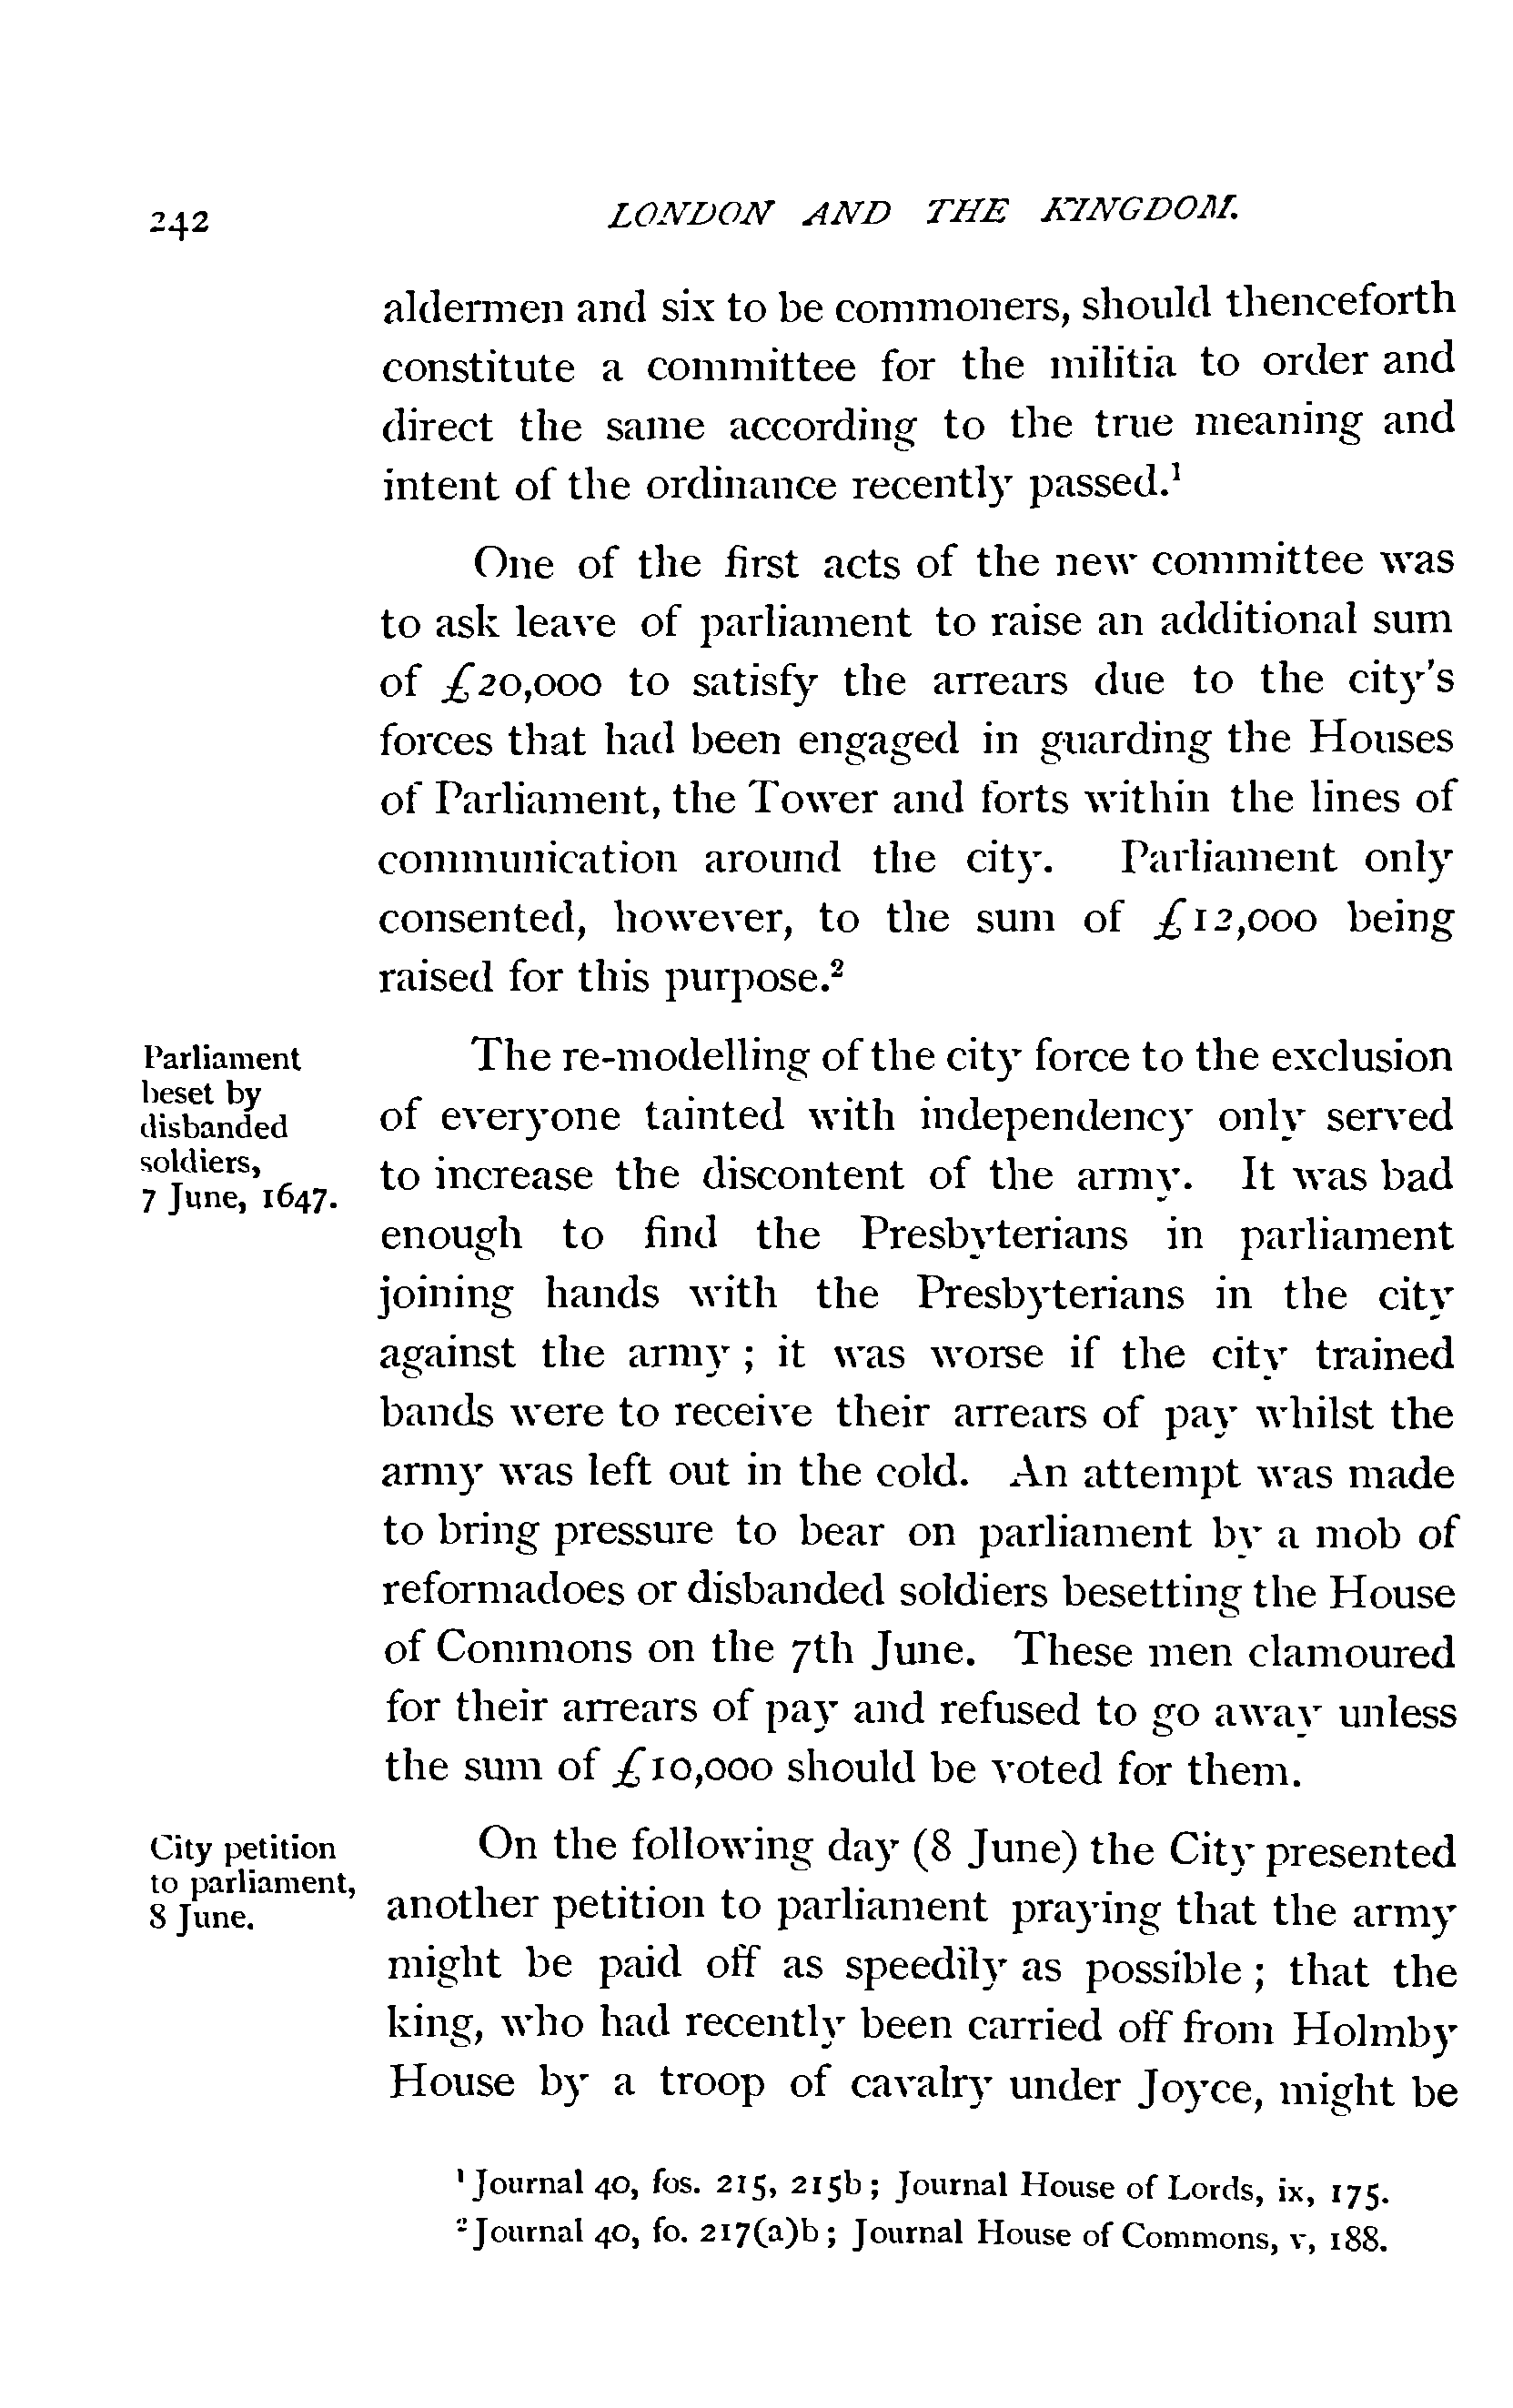 242
LONDON AND THE KINGDOM.
aldermen and six to be commoners, should thenceforth
constitute a committee for the militia to order and
direct the same according to the true meaning and
intent of the ordinance recently passed.¹
One of the first acts of the new committee was
to ask leave of parliament to raise an additional sum
of £20,000 to satisfy the arrears due to the city's
forces that had been engaged in guarding the Houses
of Parliament, the Tower and forts within the lines of
communication around the city. Parliament only
consented, however, to the sum of £12,000 being
raised for this purpose.²
Parliament
beset by
disbanded
soldiers,
7 June, 1647.
The re-modelling of the city force to the exclusion
of everyone tainted with independency only served
to increase the discontent of the army. It was bad
enough to find the Presbyterians in parliament
joining hands with the Presbyterians in the city
against the army ; it was worse if the city trained
bands were to receive their arrears of pay whilst the
army was left out in the cold. An attempt was made
to bring pressure to bear on parliament by a mob of
reformadoes or disbanded soldiers besetting the House
of Commons on the 7th June. These men clamoured
for their arrears of pay and refused to go away unless
the sum of £10,000 should be voted for them.
City petition
to parliament,
8 June.
On the following day (8 June) the City presented
another petition to parliament praying that the army
might be paid off as speedily as possible ; that the
king, who had recently been carried off from Holmby
House by a troop of cavalry under Joyce, might be
¹ Journal 40, fos. 215, 215b ; Journal House of Lords, ix, 175.
² Journal 40, fo. 217(a)b ; Journal House of Commons, v, 188.